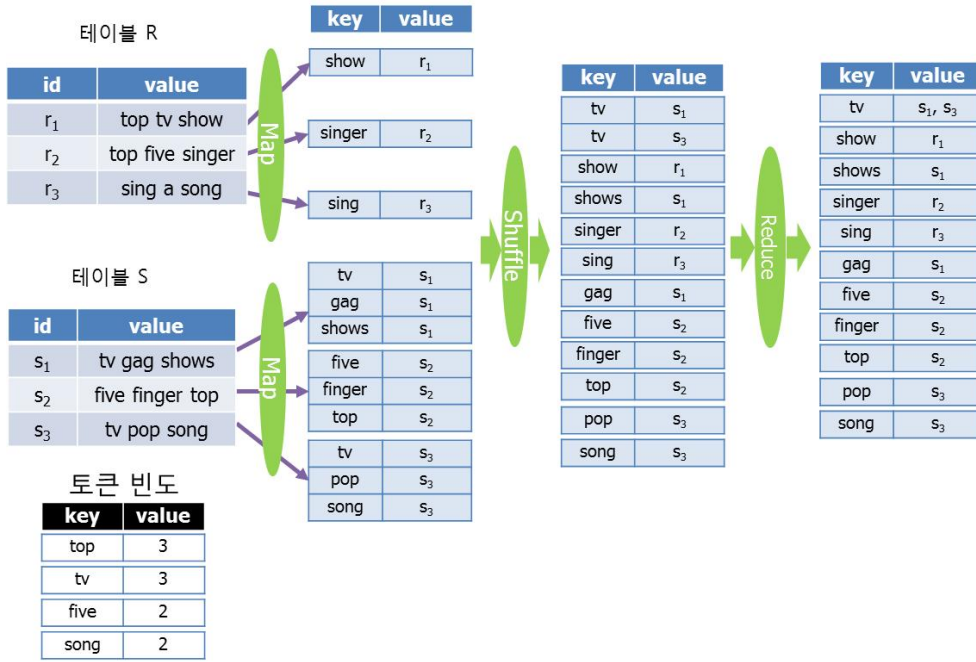 테이블 R
id value
r1 top tv show
r2 top five singer
r3 sing a song
Map
key value
show r1
singer r2
sing r3
테이블 S
id value
s1 tv gag shows
s2 five finger top
s3 tv pop song
Map
tv s1
gag s1
shows s1
five s2
finger s2
top s2
tv s3
pop s3
song s3
토큰 빈도
key value
top 3
tv 3
five 2
song 2
Shuffle
key value
tv s1
tv s3
show r1
shows s1
singer r2
sing r3
gag s1
five s2
finger s2
top s2
pop s3
song s3
Reduce
key value
tv s1, s3
show r1
shows s1
singer r2
sing r3
gag s1
five s2
finger s2
top s2
pop s3
song s3